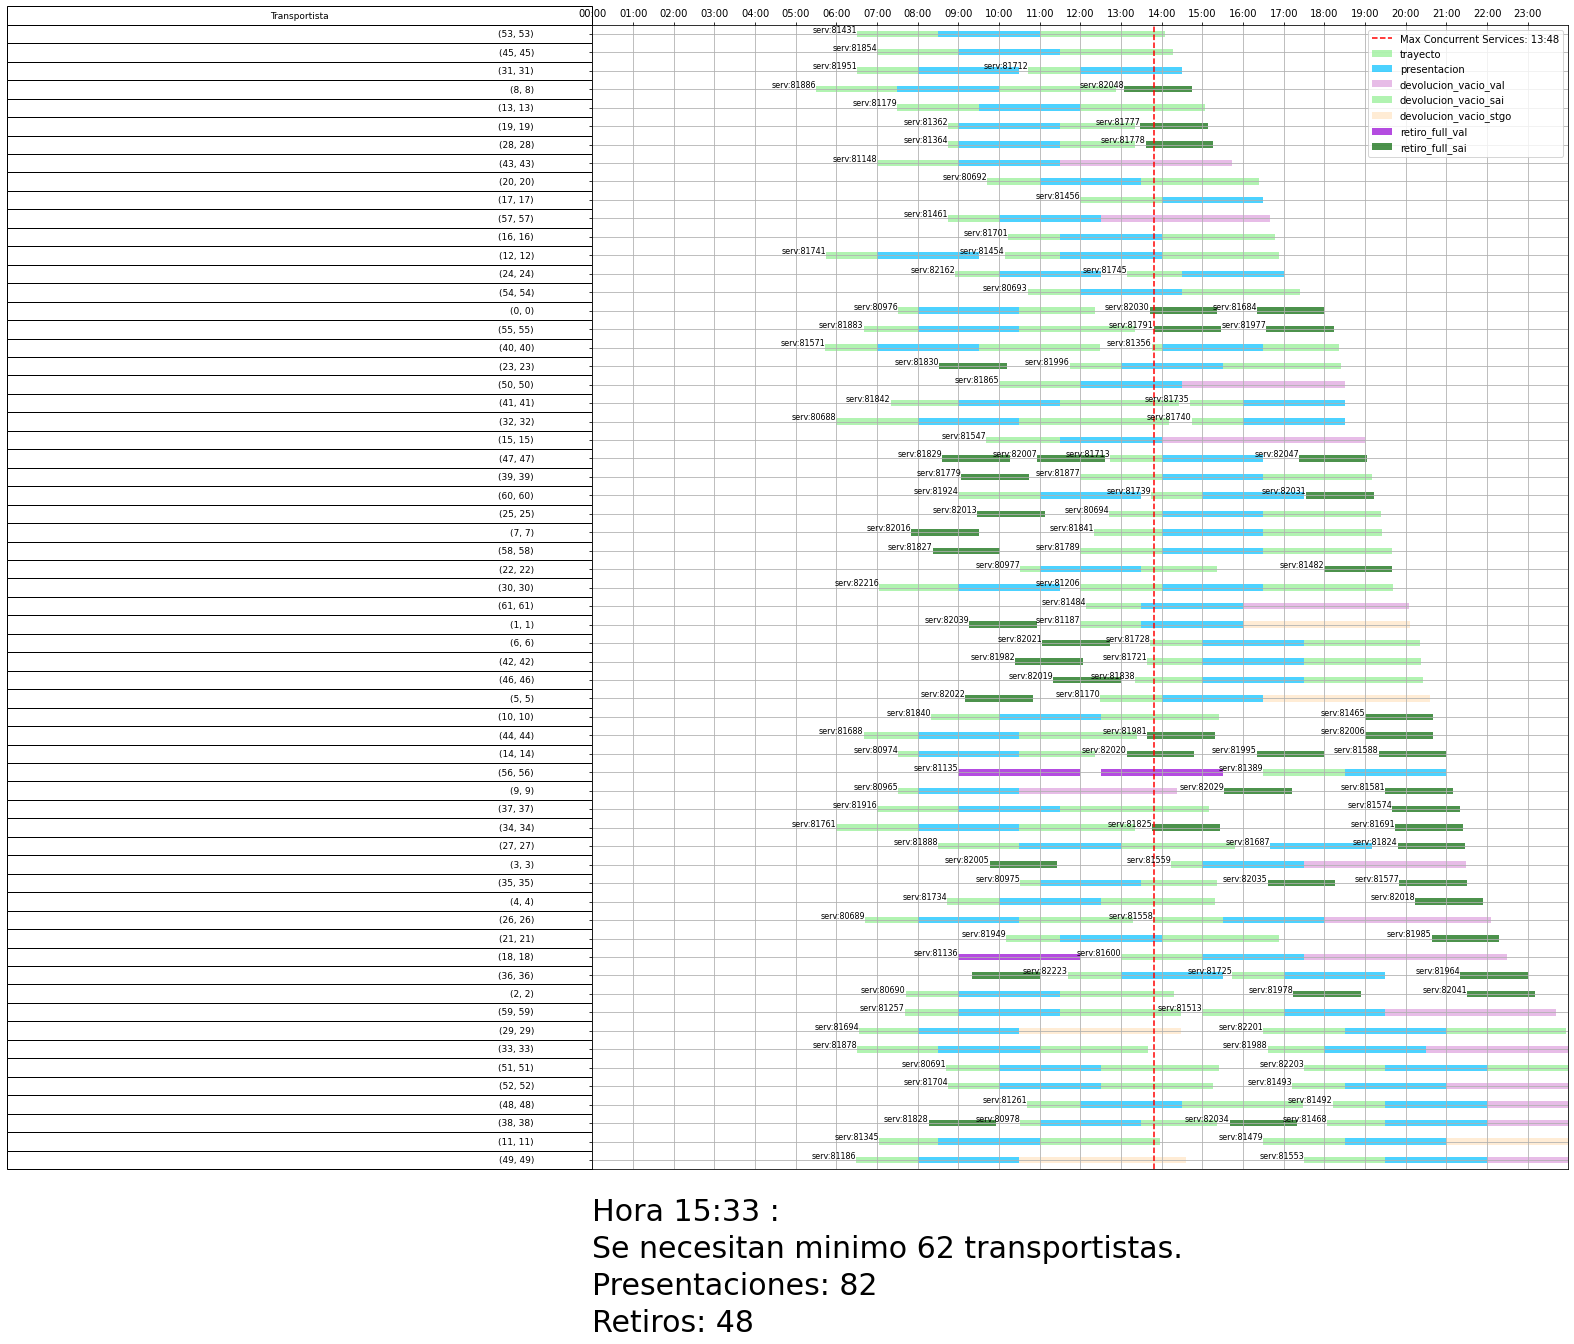 Transportista 00:00 01:00 02:00 03:00 04:00 05:00 06:00 07:00 08:00 09:00 10:00 11:00 12:00 13:00 14:00 15:00 16:00 17:00 18:00 19:00 20:00 21:00 22:00 23:00
(53, 53) serv:81431
(45, 45) serv:81854
(31, 31) serv:81951 serv:81712
(8, 8) serv:81886 serv:82048
(13, 13) serv:81179
(19, 19) serv:81362 serv:81777
(28, 28) serv:81364 serv:81778
(43, 43) serv:81148
(20, 20) serv:80692
(17, 17) serv:81456
(57, 57) serv:81461
(16, 16) serv:81701
(12, 12) serv:81741 serv:81454
(24, 24) serv:82162 serv:81745
(54, 54) serv:80693
(0, 0) serv:80976 serv:82030 serv:81684
(55, 55) serv:81883 serv:81791 serv:81977
(40, 40) serv:81571 serv:81356
(23, 23) serv:81830 serv:81996
(50, 50) serv:81865
(41, 41) serv:81842 serv:81735
(32, 32) serv:80688 serv:81740
(15, 15) serv:81547
(47, 47) serv:81829 serv:82007 serv:81713 serv:82047
(39, 39) serv:81779 serv:81877
(60, 60) serv:81924 serv:81739 serv:82031
(25, 25) serv:82013 serv:80694
(7, 7) serv:82016 serv:81841
(58, 58) serv:81827 serv:81789
(22, 22) serv:80977 serv:81482
(30, 30) serv:82216 serv:81206
(61, 61) serv:81484
(1, 1) serv:82039 serv:81187
(6, 6) serv:82021 serv:81728
(42, 42) serv:81982 serv:81721
(46, 46) serv:82019 serv:81838
(5, 5) serv:82022 serv:81170
(10, 10) serv:81840 serv:81465
(44, 44) serv:81688 serv:81981 serv:82006
(14, 14) serv:80974 serv:82020 serv:81995 serv:81588
(56, 56) serv:81135 serv:81389
(9, 9) serv:80965 serv:82029 serv:81581
(37, 37) serv:81916 serv:81574
(34, 34) serv:81761 serv:81825 serv:81691
(27, 27) serv:81888 serv:81687 serv:81824
(3, 3) serv:82005 serv:81559
(35, 35) serv:80975 serv:82035 serv:81577
(4, 4) serv:81734 serv:82018
(26, 26) serv:80689 serv:81558
(21, 21) serv:81949 serv:81985
(18, 18) serv:81136 serv:81600
(36, 36) serv:82223 serv:81725 serv:81964
(2, 2) serv:80690 serv:81978 serv:82041
(59, 59) serv:81257 serv:81513
(29, 29) serv:81694 serv:82201
(33, 33) serv:81878 serv:81988
(51, 51) serv:80691 serv:82203
(52, 52) serv:81704 serv:81493
(48, 48) serv:81261 serv:81492
(38, 38) serv:81828 serv:80978 serv:82034 serv:81468
(11, 11) serv:81345 serv:81479
(49, 49) serv:81186 serv:81553
Max Concurrent Services: 13:48
trayecto
presentacion
devolucion_vacio_val
devolucion_vacio_sai
devolucion_vacio_stgo
retiro_full_val
retiro_full_sai
Hora 15:33 :
Se necesitan minimo 62 transportistas.
Presentaciones: 82
Retiros: 48